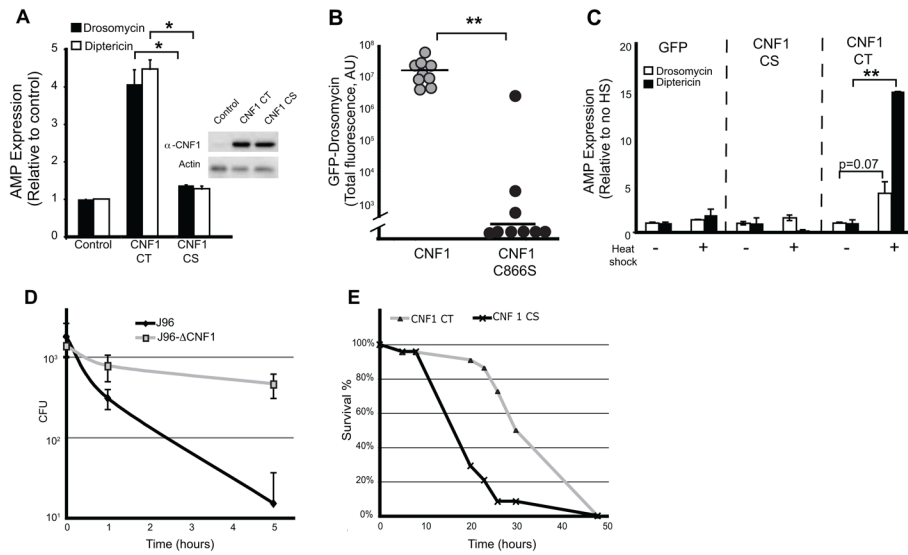 A
Drosomycin
Diptericin
*
*
AMP Expression
(Relative to control)
5
4
3
2
1
0
Control
CNF1 CT
CNF1 CS
α-CNF1
Actin
Control
CNF1
CT
CNF1
CS
B
**
GFP-Drosomycin
(Total fluorescence, AU)
10⁸
10⁷
10⁶
10⁵
10⁴
10³
CNF1
CNF1
C866S
C
GFP
CNF1
CS
CNF1
CT
Drosomycin
Diptericin
**
p=0.07
AMP Expression
(Relative to no HS)
20
15
10
5
0
Heat
shock
- + - + - +
D
J96
J96-ΔCNF1
CFU
10³
10²
10¹
0 1 2 3 4 5
Time (hours)
E
CNF1 CT
CNF 1 CS
Survival %
100%
80%
60%
40%
20%
0%
0 10 20 30 40 50
Time (hours)